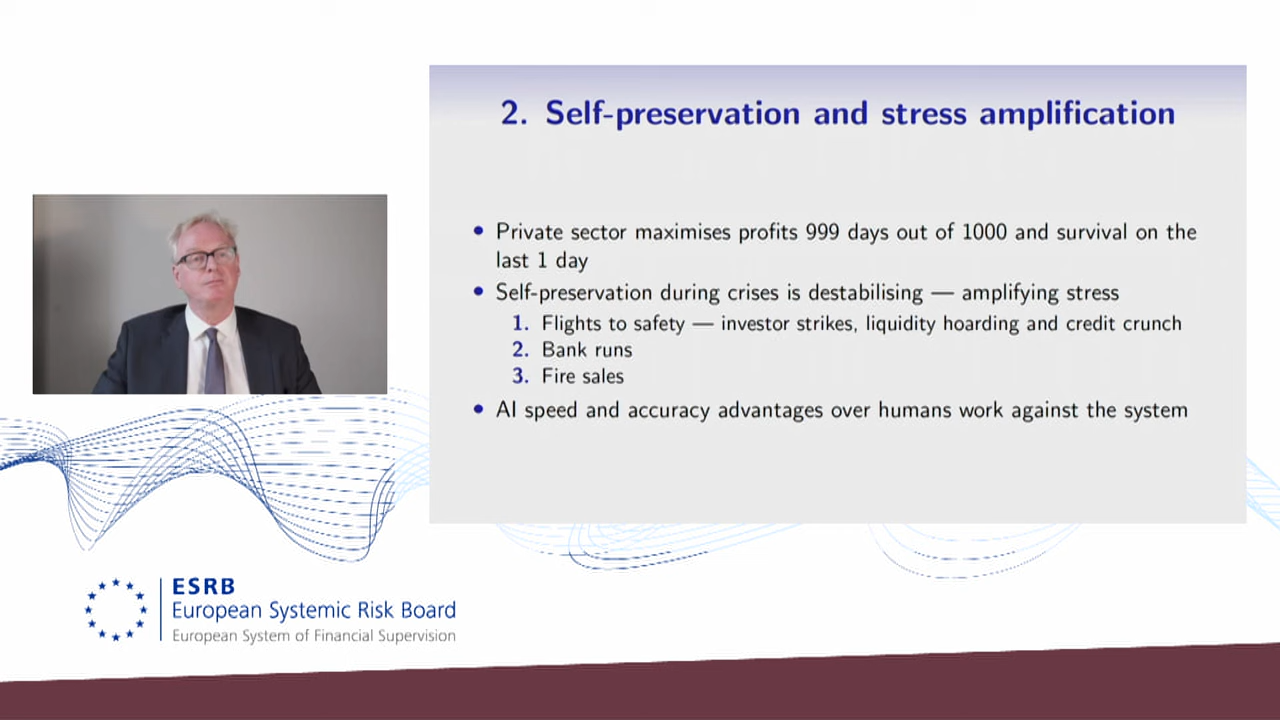 2. Self-preservation and stress amplification
• Private sector maximises profits 999 days out of 1000 and survival on the
last 1 day
• Self-preservation during crises is destabilising — amplifying stress
1. Flights to safety — investor strikes, liquidity hoarding and credit crunch
2. Bank runs
3. Fire sales
• AI speed and accuracy advantages over humans work against the system
ESRB
European Systemic Risk Board
European System of Financial Supervision